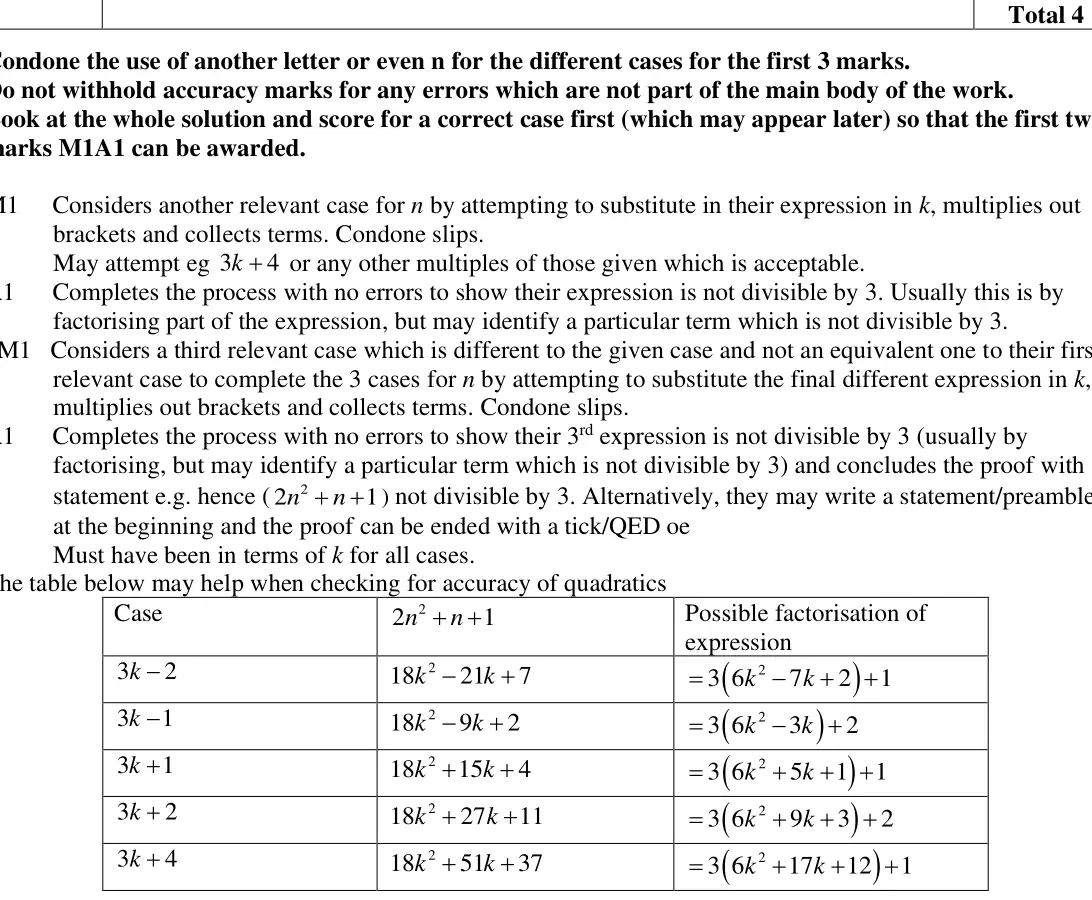 Total 4
ondone the use of another letter or even n for the different cases for the first 3 marks.
o not withhold accuracy marks for any errors which are not part of the main body of the work.
ook at the whole solution and score for a correct case first (which may appear later) so that the first tw
arks M1A1 can be awarded.
M1 Considers another relevant case for n by attempting to substitute in their expression in k, multiplies out
brackets and collects terms. Condone slips.
May attempt eg 3k + 4 or any other multiples of those given which is acceptable.
1 Completes the process with no errors to show their expression is not divisible by 3. Usually this is by
factorising part of the expression, but may identify a particular term which is not divisible by 3.
M1 Considers a third relevant case which is different to the given case and not an equivalent one to their firs
relevant case to complete the 3 cases for n by attempting to substitute the final different expression in k,
multiplies out brackets and collects terms. Condone slips.
1 Completes the process with no errors to show their 3rd expression is not divisible by 3 (usually by
factorising, but may identify a particular term which is not divisible by 3) and concludes the proof with
statement e.g. hence (2n² + n + 1) not divisible by 3. Alternatively, they may write a statement/preamble
at the beginning and the proof can be ended with a tick/QED oe
Must have been in terms of k for all cases.
he table below may help when checking for accuracy of quadratics
Case 2n² + n + 1 Possible factorisation of
expression
3k − 2 18k² − 21k + 7 = 3(6k² − 7k + 2) + 1
3k − 1 18k² − 9k + 2 = 3(6k² − 3k) + 2
3k + 1 18k² + 15k + 4 = 3(6k² + 5k + 1) + 1
3k + 2 18k² + 27k + 11 = 3(6k² + 9k + 3) + 2
3k + 4 18k² + 51k + 37 = 3(6k² + 17k + 12) + 1